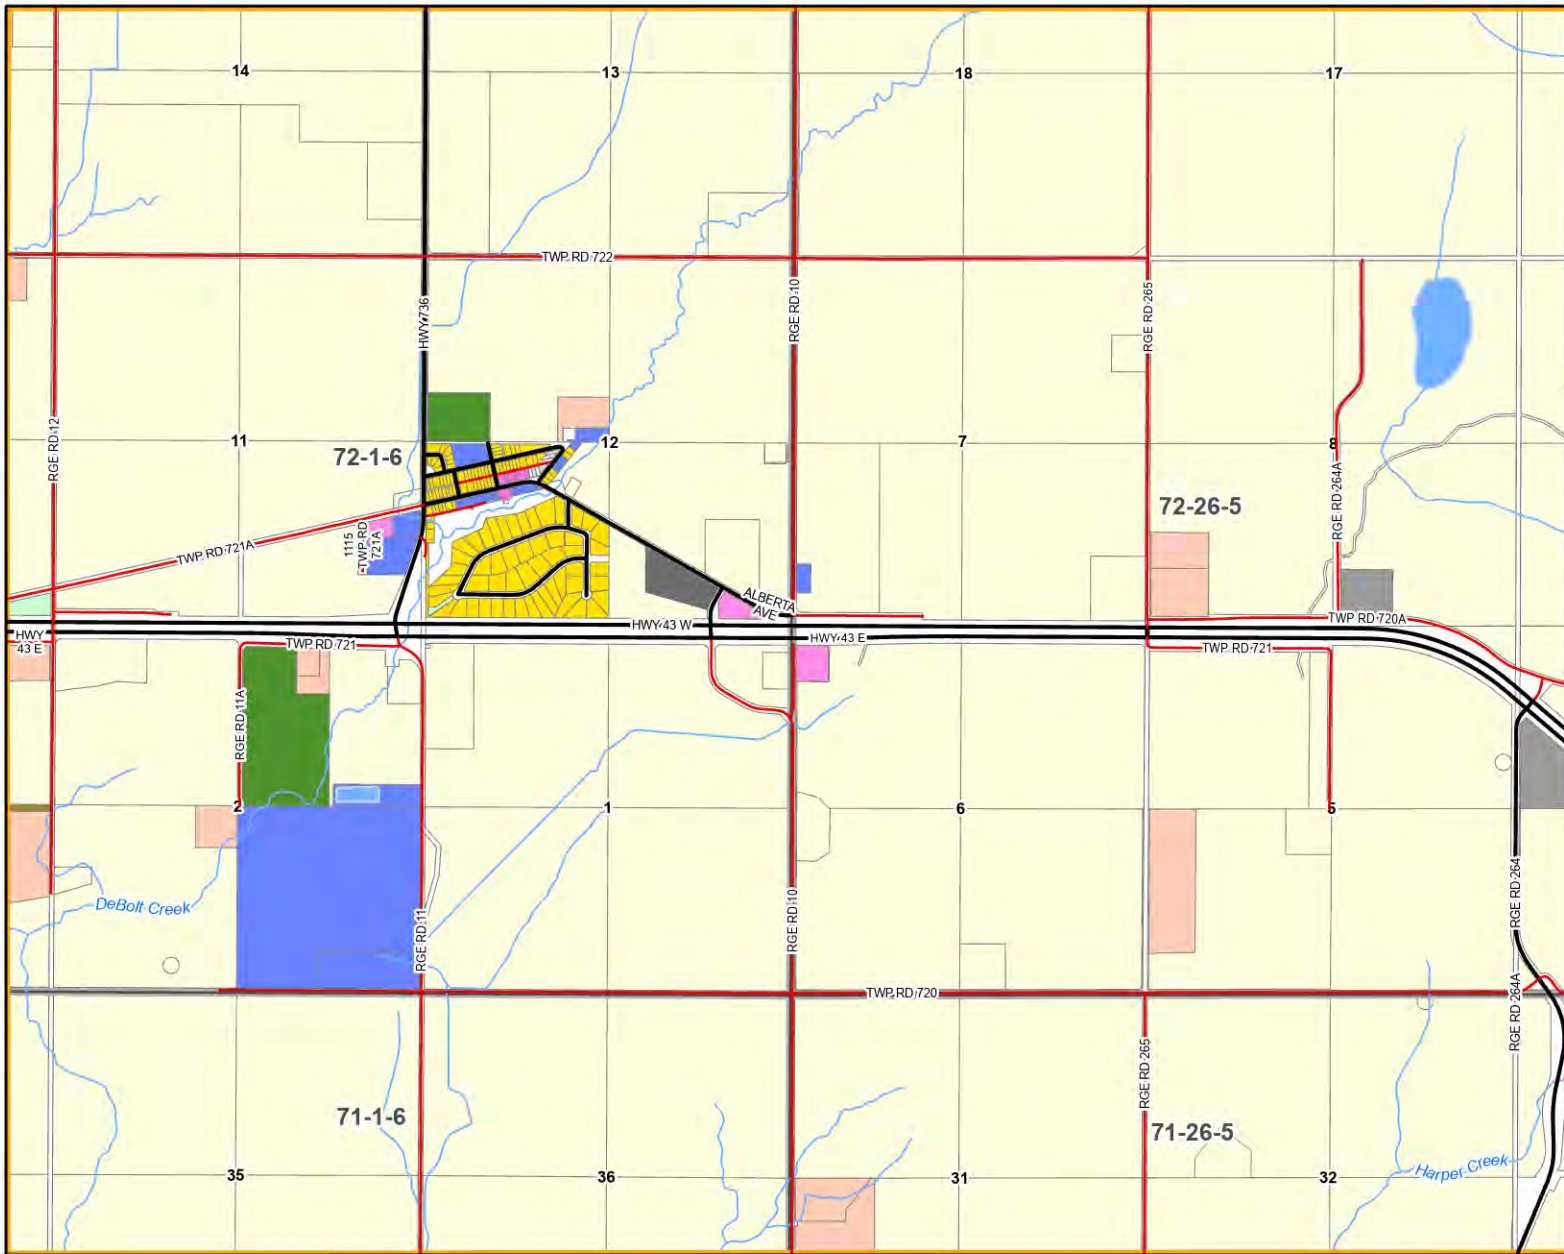 14
13
18
17
TWP RD 722
RGE RD 10
RGE RD 265
HWY 736
RGE RD 12
11
72-1-6
12
7
8
72-26-5
RGE RD 264A
TWP RD 721A
1115
TWP RD
721A
ALBERTA
AVE
HWY 43 W
HWY 43 E
TWP RD 720A
HWY
43 E
TWP RD 721
TWP RD 721
RGE RD 11A
2
1
6
5
DeBolt Creek
RGE RD 11
RGE RD 10
RGE RD 264
TWP RD 720
RGE RD 264A
RGE RD 265
71-1-6
71-26-5
35
36
31
32
Harper Creek